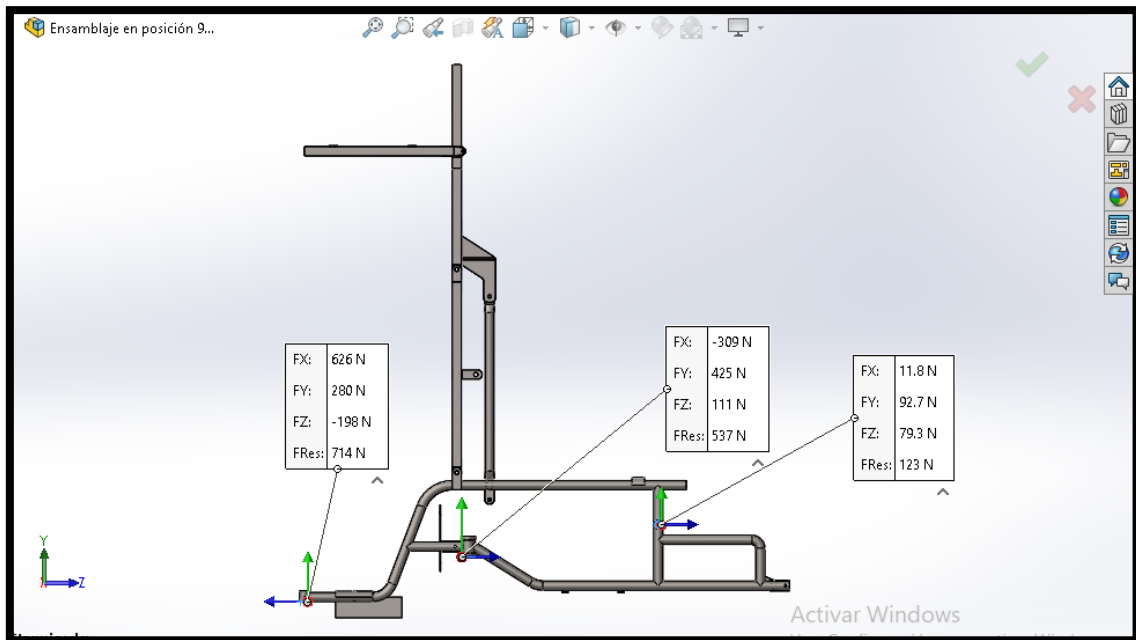 Ensamblaje en posición 9...
FX: -309 N
FY: 425 N
FZ: 111 N
FRes: 537 N
FX: 626 N
FY: 280 N
FZ: -198 N
FRes: 714 N
FX: 11.8 N
FY: 92.7 N
FZ: 79.3 N
FRes: 123 N
Y
Z
Activar Windows